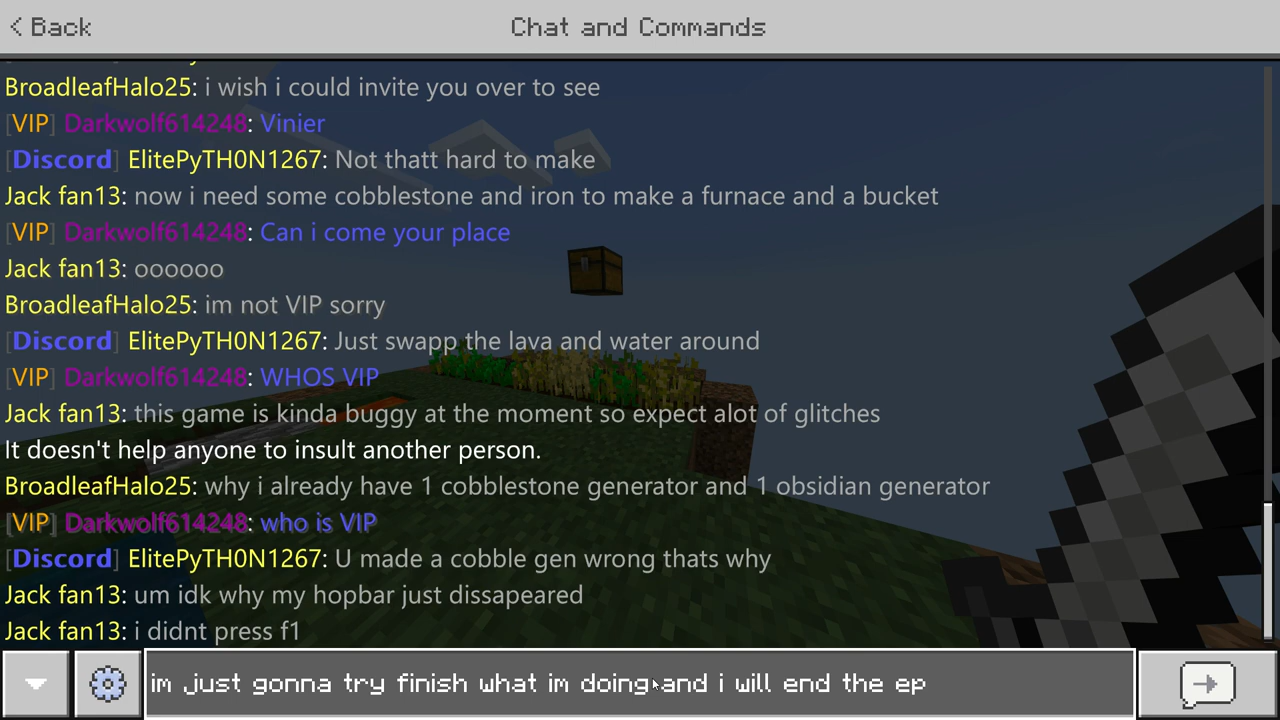 < Back
Chat and Commands
BroadleafHalo25: i wish i could invite you over to see
[VIP] Darkwolf614248: Vinier
[Discord] ElitePyTH0N1267: Not thatt hard to make
Jack fan13: now i need some cobblestone and iron to make a furnace and a bucket
[VIP] Darkwolf614248: Can i come your place
Jack fan13: oooooo
BroadleafHalo25: im not VIP sorry
[Discord] ElitePyTH0N1267: Just swapp the lava and water around
[VIP] Darkwolf614248: WHOS VIP
Jack fan13: this game is kinda buggy at the moment so expect alot of glitches
It doesn't help anyone to insult another person.
BroadleafHalo25: why i already have 1 cobblestone generator and 1 obsidian generator
[VIP] Darkwolf614248: who is VIP
[Discord] ElitePyTH0N1267: U made a cobble gen wrong thats why
Jack fan13: um idk why my hopbar just dissapeared
Jack fan13: i didnt press f1
im just gonna try finish what im doing and i will end the ep